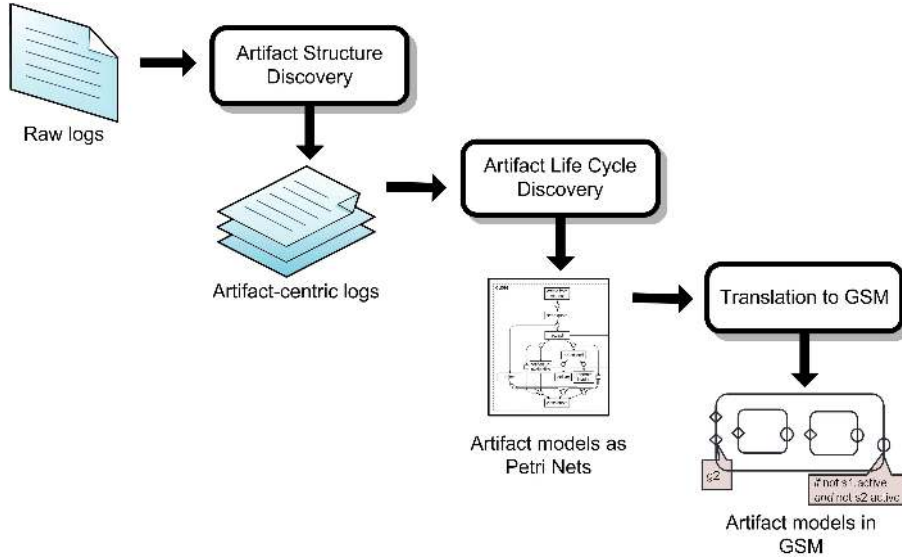 Artifact Structure
Discovery
Raw logs
Artifact Life Cycle
Discovery
Artifact-centric logs
Translation to GSM
Artifact models as
Petri Nets
g2
if not s1.active
and not s2.active
Artifact models in
GSM